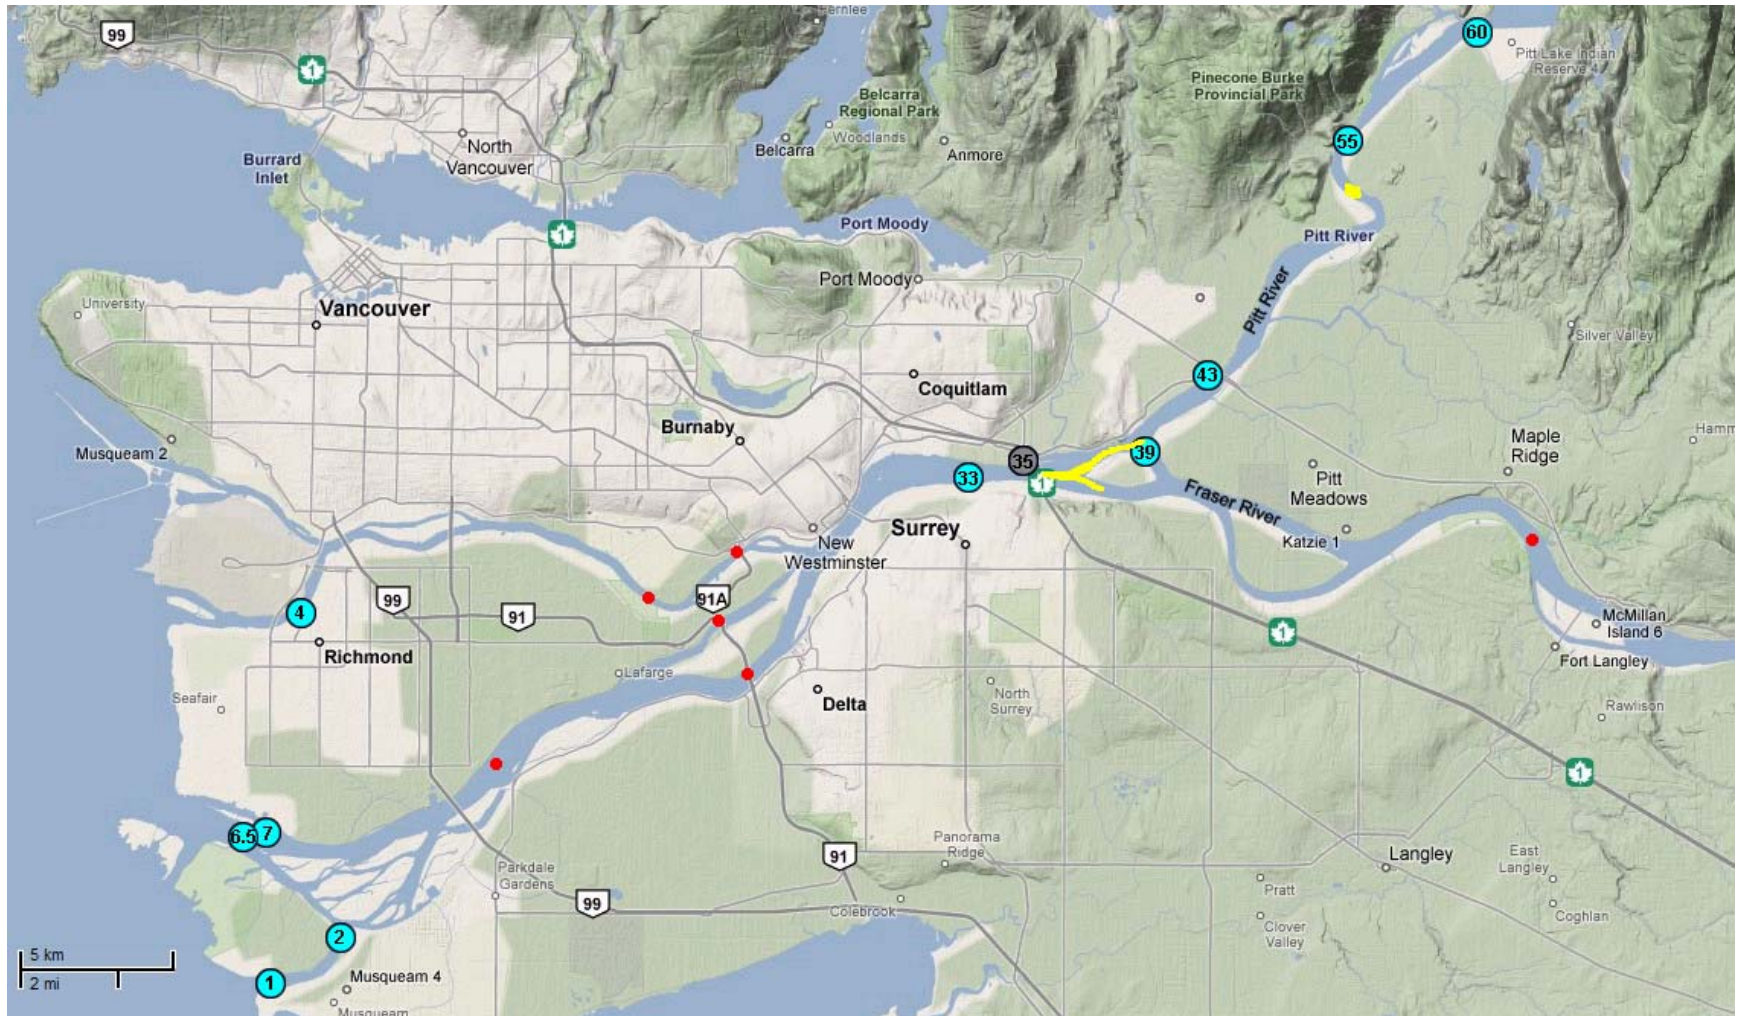 99
1
Fernlee
60
Pitt Lake Indian
Reserve 4
Pinecone Burke
Provincial Park
Belcarra
Regional Park
Woodlands
Belcarra
Anmore
North
Vancouver
Burrard
Inlet
55
1
Port Moody
Pitt River
Port Moody
University
Vancouver
Pitt River
Silver Valley
43
Coquitlam
Burnaby
Musqueam 2
Maple
Ridge
Hamm
39
35
33
1
Pitt
Meadows
Fraser River
Katzie 1
Surrey
New
Westminster
99
91
91A
4
Richmond
1
McMillan
Island 6
Fort Langley
Lafarge
Seafair
Delta
North
Surrey
Rawlison
1
6.5
7
Panorama
Ridge
91
Langley
East
Langley
Parkdale
Gardens
99
Colebrook
Pratt
Coghlan
Clover
Valley
2
5 km
2 mi
1
Musqueam 4
Musqueam